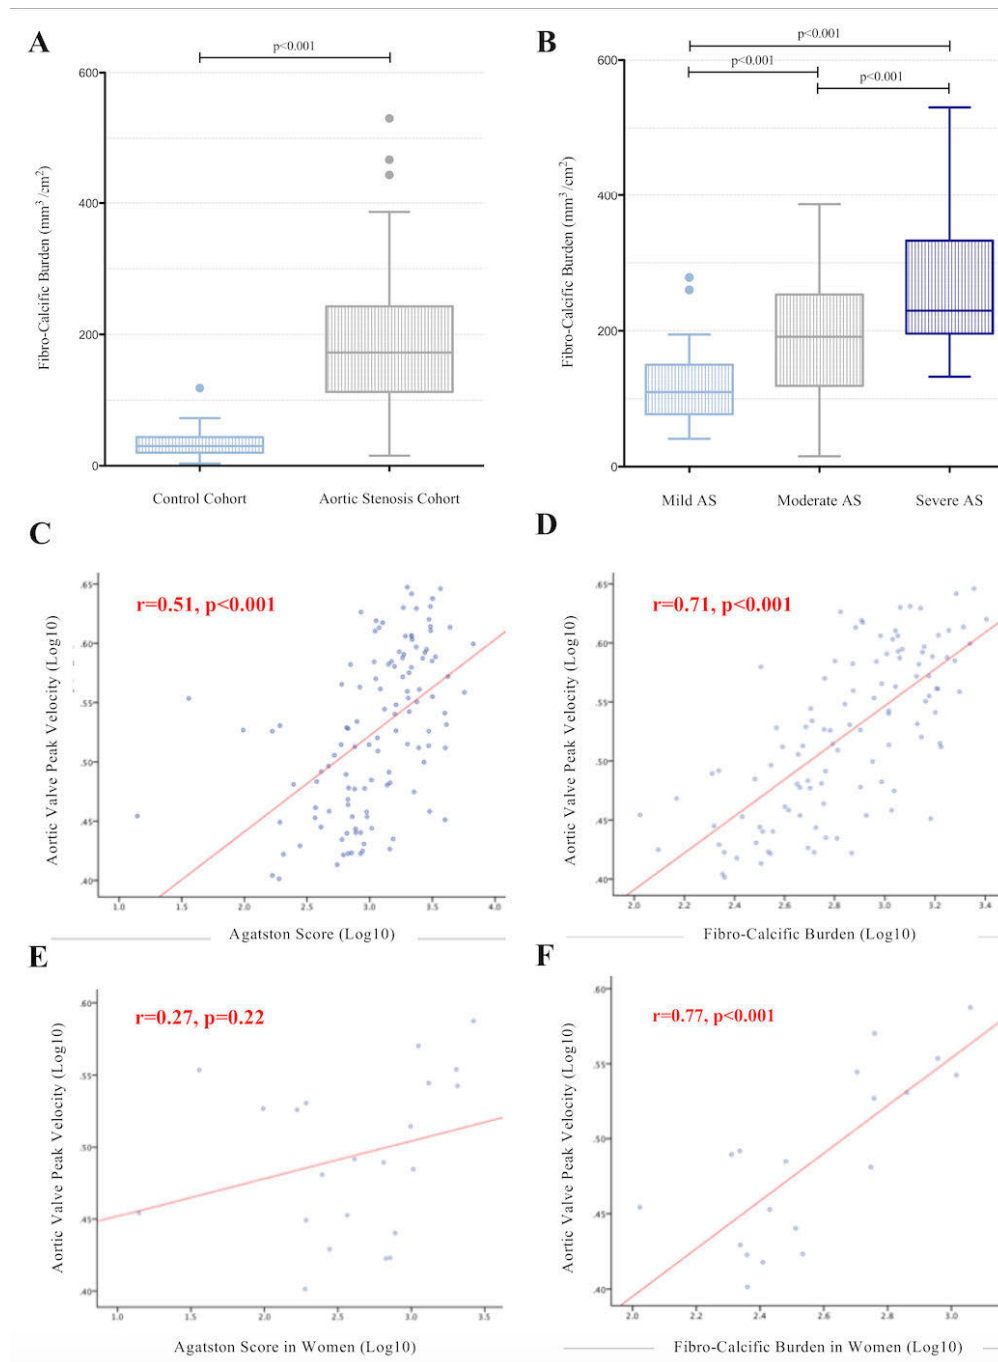 A
p<0.001
Fibro-Calcific Burden (mm³/cm²)
600
400
200
0
Control Cohort
Aortic Stenosis Cohort
B
p<0.001
p<0.001
p<0.001
Fibro-Calcific Burden (mm³/cm²)
600
400
200
0
Mild AS
Moderate AS
Severe AS
C
r=0.51, p<0.001
Aortic Valve Peak Velocity (Log10)
.65
.60
.55
.50
.45
.40
1.0 1.5 2.0 2.5 3.0 3.5 4.0
Agatston Score (Log10)
D
r=0.71, p<0.001
Aortic Valve Peak Velocity (Log10)
.65
.60
.55
.50
.45
.40
2.0 2.2 2.4 2.6 2.8 3.0 3.2 3.4
Fibro-Calcific Burden (Log10)
E
r=0.27, p=0.22
Aortic Valve Peak Velocity (Log10)
.60
.55
.50
.45
.40
1.0 1.5 2.0 2.5 3.0 3.5
Agatston Score in Women (Log10)
F
r=0.77, p<0.001
Aortic Valve Peak Velocity (Log10)
.60
.55
.50
.45
.40
2.0 2.2 2.4 2.6 2.8 3.0
Fibro-Calcific Burden in Women (Log10)